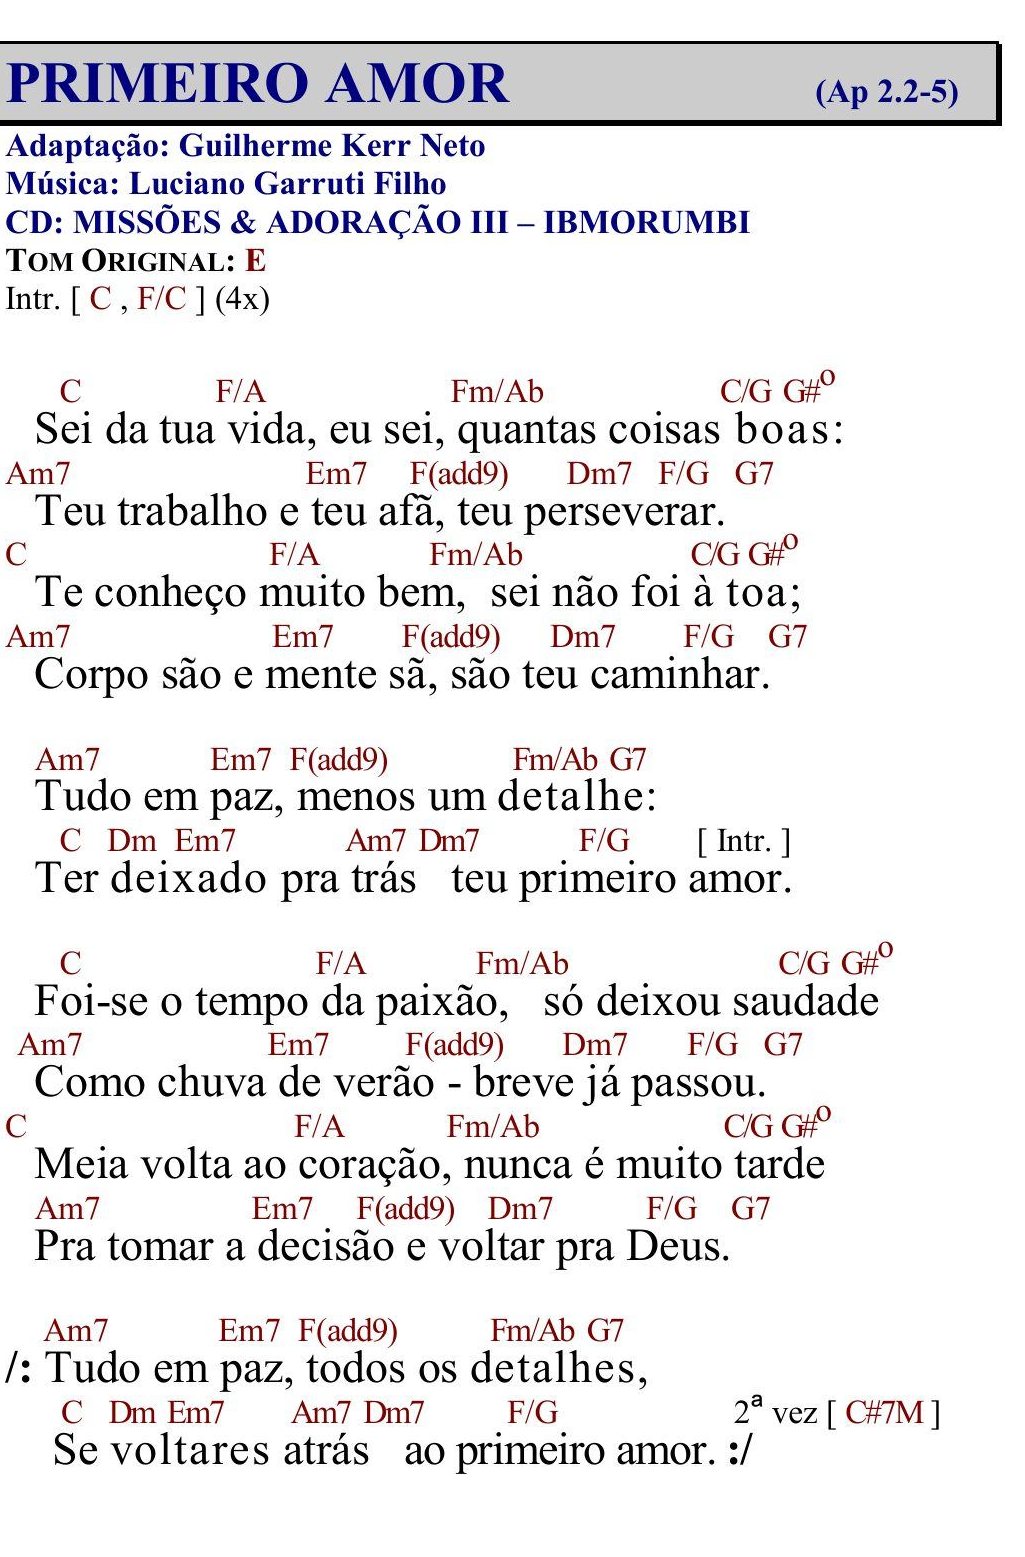 PRIMEIRO AMOR (Ap 2.2-5)
Adaptação: Guilherme Kerr Neto
Música: Luciano Garruti Filho
CD: MISSÕES & ADORAÇÃO III – IBMORUMBI
TOM ORIGINAL: E
Intr. [ C , F/C ] (4x)
C F/A Fm/Ab C/G G#º
Sei da tua vida, eu sei, quantas coisas boas:
Am7 Em7 F(add9) Dm7 F/G G7
Teu trabalho e teu afã, teu perseverar.
C F/A Fm/Ab C/G G#º
Te conheço muito bem, sei não foi à toa;
Am7 Em7 F(add9) Dm7 F/G G7
Corpo são e mente sã, são teu caminhar.
Am7 Em7 F(add9) Fm/Ab G7
Tudo em paz, menos um detalhe:
C Dm Em7 Am7 Dm7 F/G [ Intr. ]
Ter deixado pra trás teu primeiro amor.
C F/A Fm/Ab C/G G#º
Foi-se o tempo da paixão, só deixou saudade
Am7 Em7 F(add9) Dm7 F/G G7
Como chuva de verão - breve já passou.
C F/A Fm/Ab C/G G#º
Meia volta ao coração, nunca é muito tarde
Am7 Em7 F(add9) Dm7 F/G G7
Pra tomar a decisão e voltar pra Deus.
Am7 Em7 F(add9) Fm/Ab G7
/: Tudo em paz, todos os detalhes,
C Dm Em7 Am7 Dm7 F/G 2ª vez [ C#7M ]
Se voltares atrás ao primeiro amor. :/